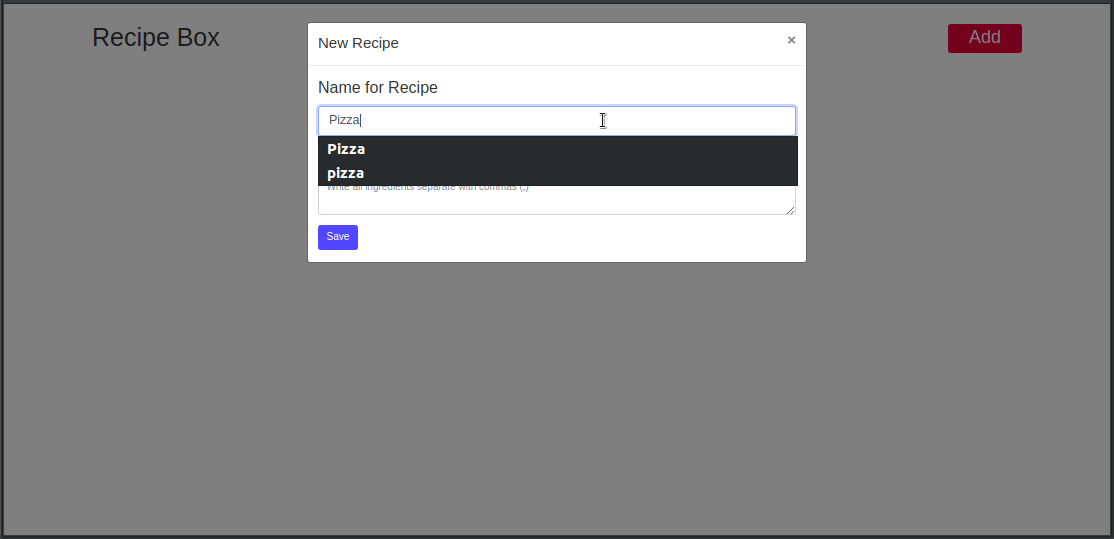 Recipe Box
Add
New Recipe
×
Name for Recipe
Pizza
Pizza
pizza
Write all ingredients separate with commas (,)
Save